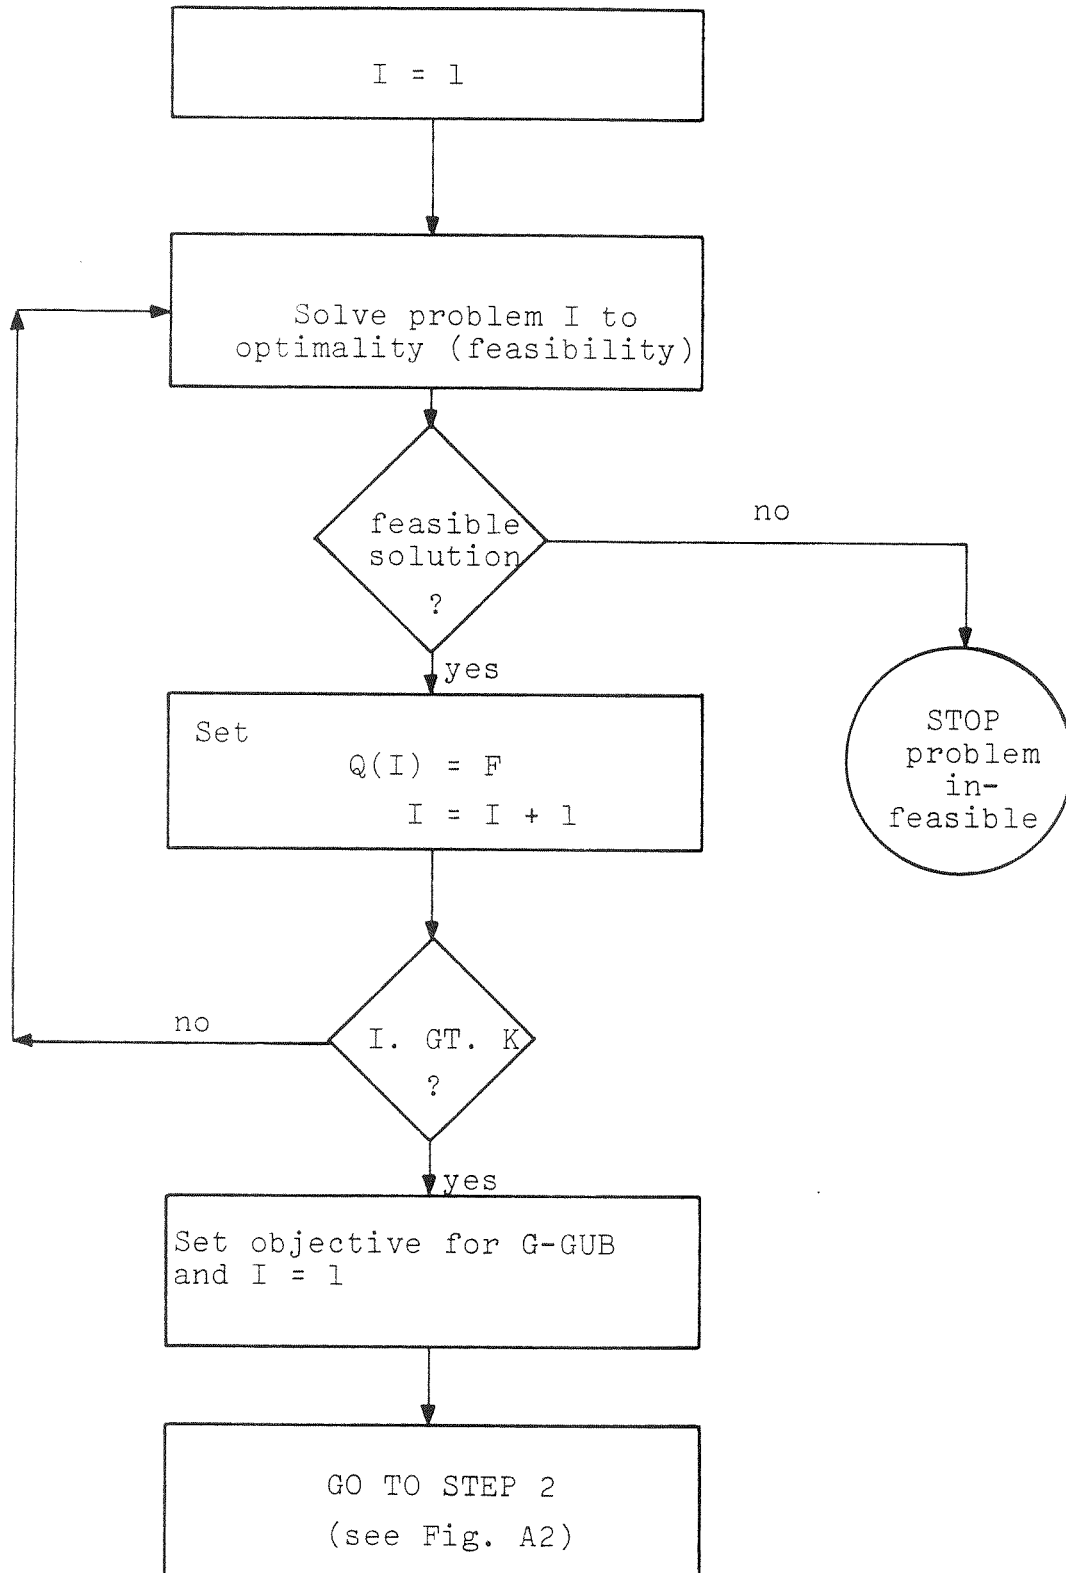 I = 1
Solve problem I to
optimality (feasibility)
feasible
solution
?
no
yes
STOP
problem
in-
feasible
Set
Q(I) = F
I = I + 1
no
I. GT. K
?
yes
Set objective for G-GUB
and I = 1
GO TO STEP 2
(see Fig. A2)